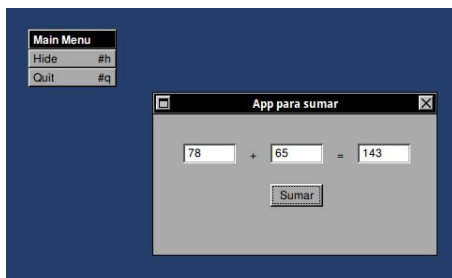 Main Menu
Hide #h
Quit #q
App para sumar
78 + 65 = 143
Sumar